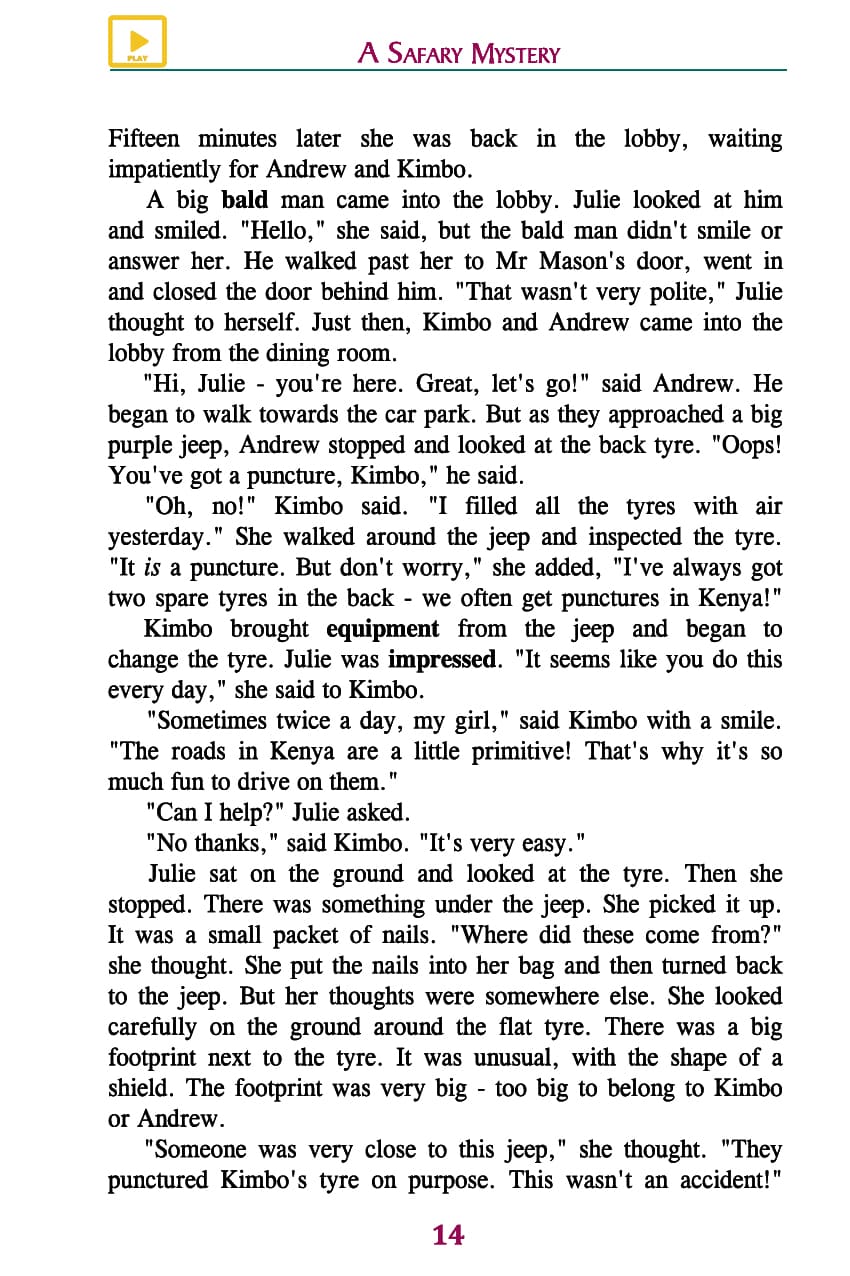 PLAY
A SAFARY MYSTERY
Fifteen minutes later she was back in the lobby, waiting
impatiently for Andrew and Kimbo.
A big bald man came into the lobby. Julie looked at him
and smiled. "Hello," she said, but the bald man didn't smile or
answer her. He walked past her to Mr Mason's door, went in
and closed the door behind him. "That wasn't very polite," Julie
thought to herself. Just then, Kimbo and Andrew came into the
lobby from the dining room.
"Hi, Julie - you're here. Great, let's go!" said Andrew. He
began to walk towards the car park. But as they approached a big
purple jeep, Andrew stopped and looked at the back tyre. "Oops!
You've got a puncture, Kimbo," he said.
"Oh, no!" Kimbo said. "I filled all the tyres with air
yesterday." She walked around the jeep and inspected the tyre.
"It is a puncture. But don't worry," she added, "I've always got
two spare tyres in the back - we often get punctures in Kenya!"
Kimbo brought equipment from the jeep and began to
change the tyre. Julie was impressed. "It seems like you do this
every day," she said to Kimbo.
"Sometimes twice a day, my girl," said Kimbo with a smile.
"The roads in Kenya are a little primitive! That's why it's so
much fun to drive on them."
"Can I help?" Julie asked.
"No thanks," said Kimbo. "It's very easy."
Julie sat on the ground and looked at the tyre. Then she
stopped. There was something under the jeep. She picked it up.
It was a small packet of nails. "Where did these come from?"
she thought. She put the nails into her bag and then turned back
to the jeep. But her thoughts were somewhere else. She looked
carefully on the ground around the flat tyre. There was a big
footprint next to the tyre. It was unusual, with the shape of a
shield. The footprint was very big - too big to belong to Kimbo
or Andrew.
"Someone was very close to this jeep," she thought. "They
punctured Kimbo's tyre on purpose. This wasn't an accident!"
14